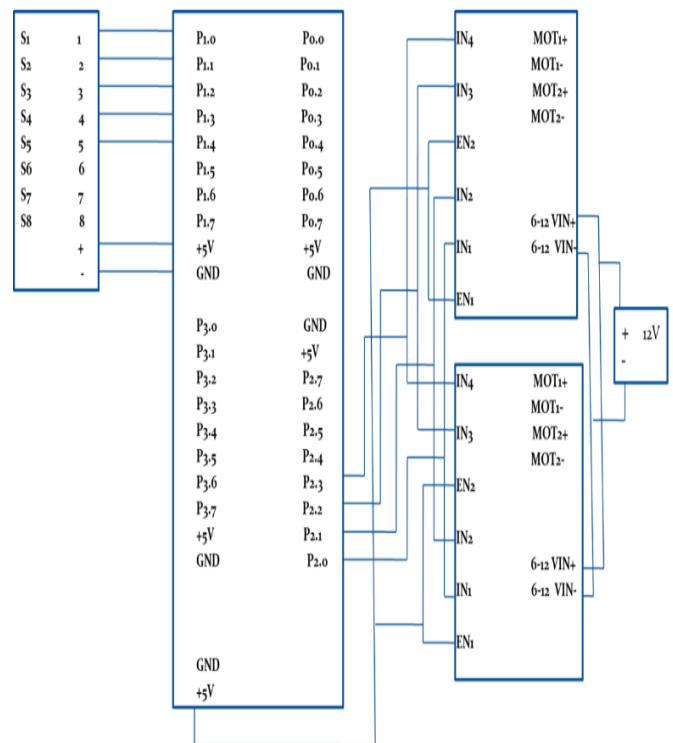 S1 1
S2 2
S3 3
S4 4
S5 5
S6 6
S7 7
S8 8
+
-
P1.0 P0.0
P1.1 P0.1
P1.2 P0.2
P1.3 P0.3
P1.4 P0.4
P1.5 P0.5
P1.6 P0.6
P1.7 P0.7
+5V +5V
GND GND
P3.0 GND
P3.1 +5V
P3.2 P2.7
P3.3 P2.6
P3.4 P2.5
P3.5 P2.4
P3.6 P2.3
P3.7 P2.2
+5V P2.1
GND P2.0
GND
+5V
IN4 MOT1+
MOT1-
IN3 MOT2+
MOT2-
EN2
IN2
6-12 VIN+
IN1 6-12 VIN-
EN1
+ 12V
-
IN4 MOT1+
MOT1-
IN3 MOT2+
MOT2-
EN2
IN2
6-12 VIN+
IN1 6-12 VIN-
EN1